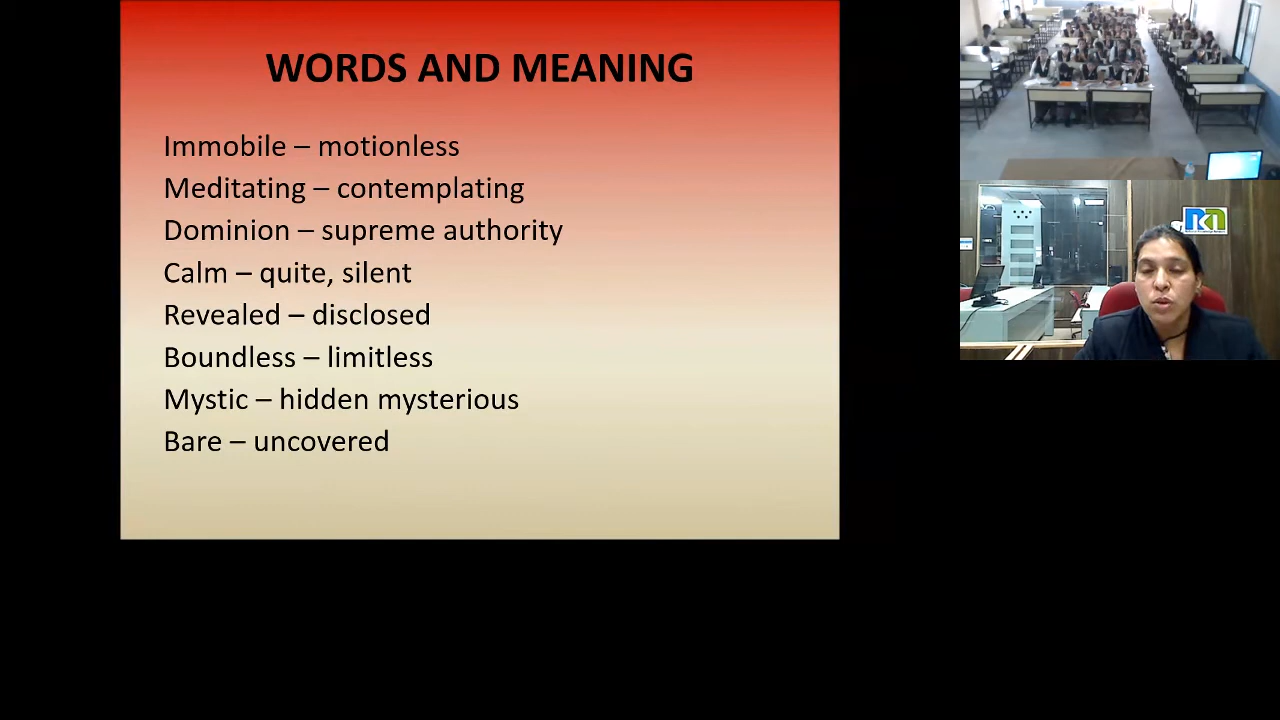 WORDS AND MEANING
Immobile – motionless
Meditating – contemplating
Dominion – supreme authority
Calm – quite, silent
Revealed – disclosed
Boundless – limitless
Mystic – hidden mysterious
Bare – uncovered